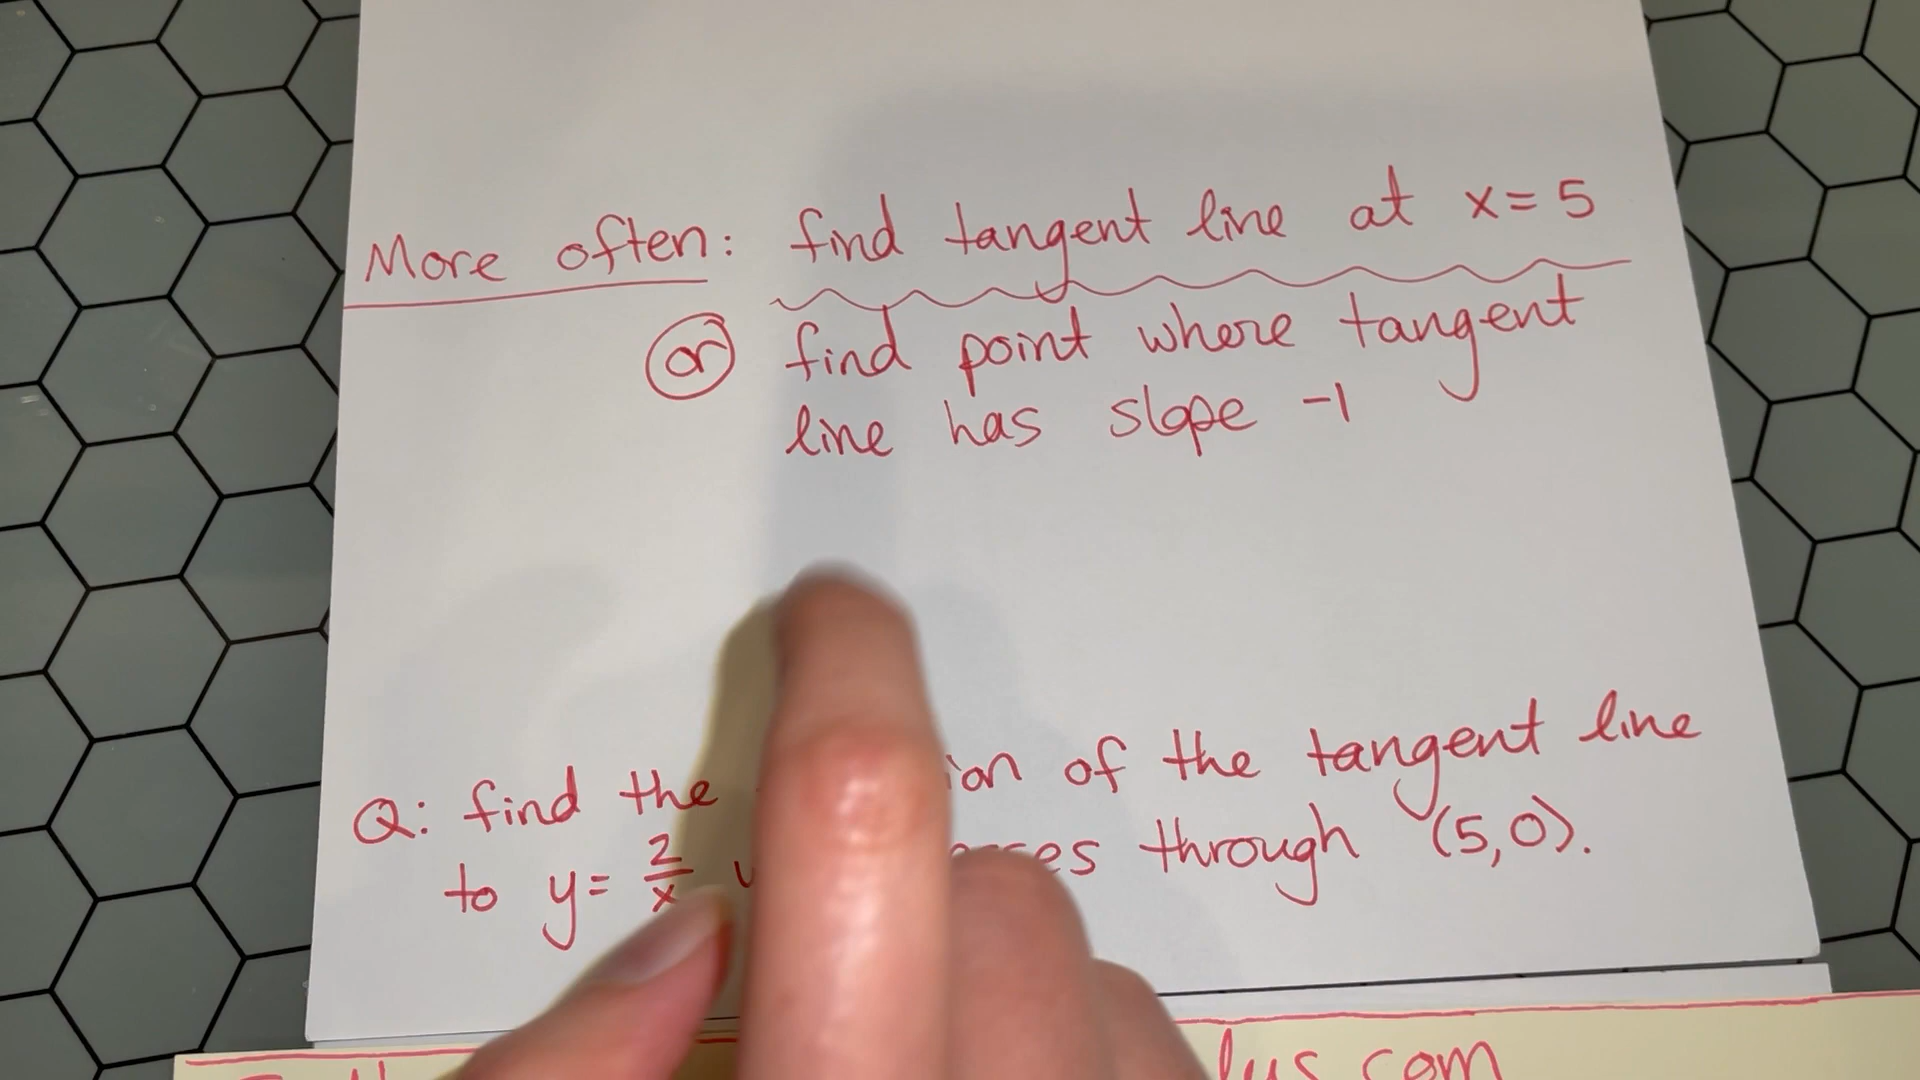 More often: find tangent line at x=5
or find point where tangent
line has slope -1
Q: find the ion of the tangent line
to y= 2/x through (5,0).
lus.com